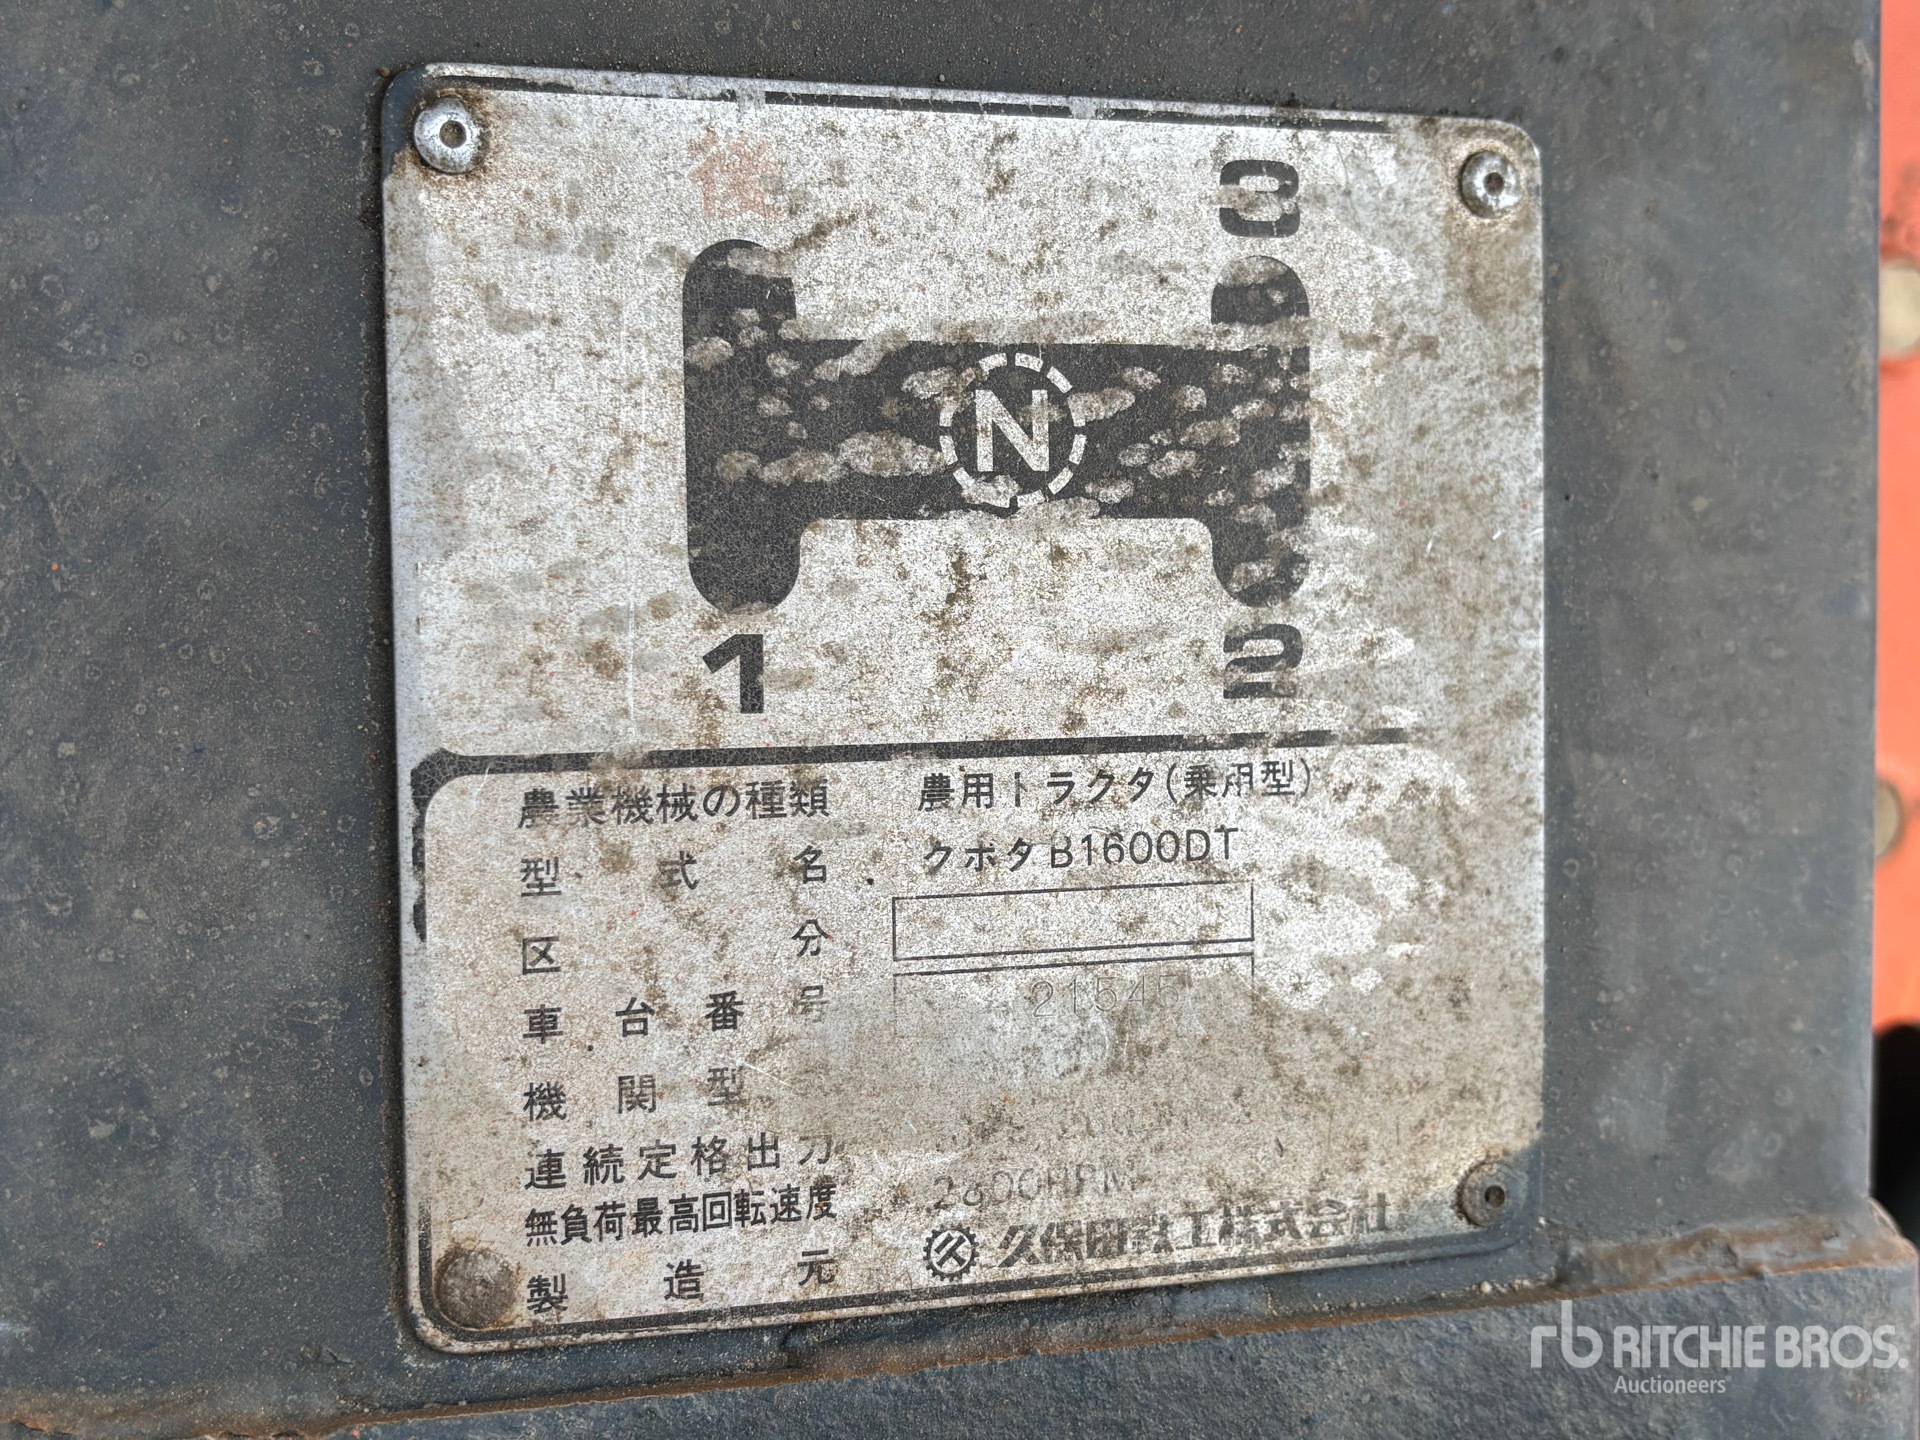 後 3
N
1 2
農業機械の種類 農用トラクタ(乗用型)
型式名 クボタB1600DT
区分
車台番号 21545
機関型
連続定格出力
無負荷最高回転速度 2800RPM
製造元 久保田鉄工株式会社
rb RITCHIE BROS.
Auctioneers